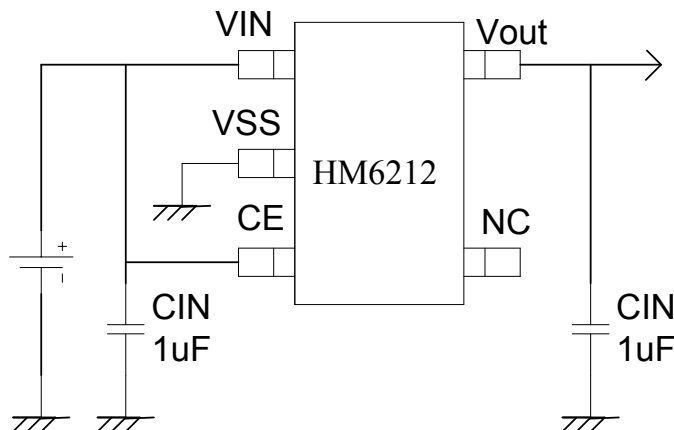 VIN
Vout
VSS
HM6212
CE
NC
+
-
CIN
1uF
CIN
1uF